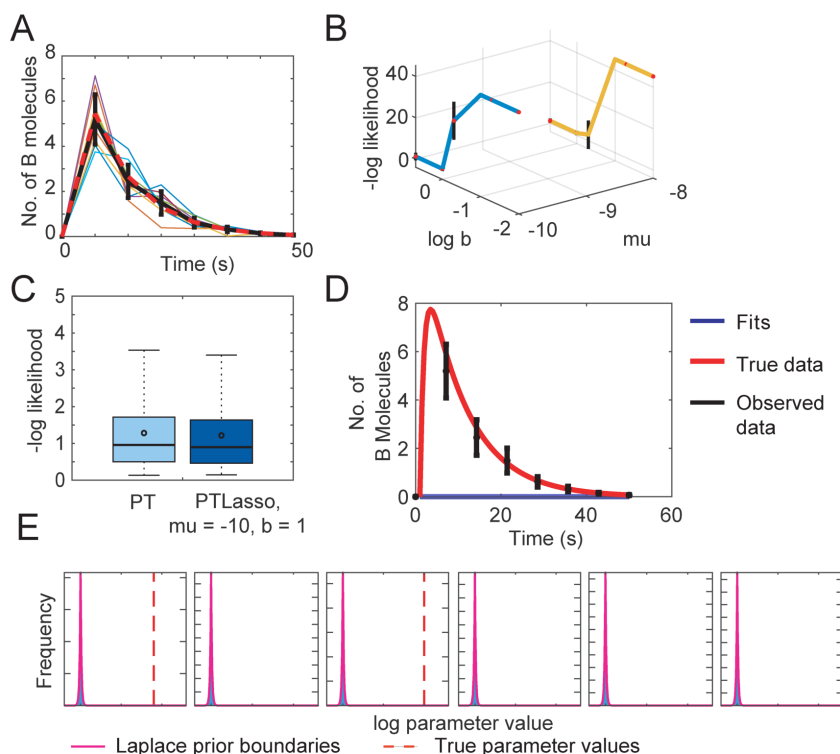 A
8
6
4
2
0
No. of B molecules
0
50
Time (s)
B
40
20
0
-log likelihood
0
-1
-2
log b
-10
-9
-8
mu
C
5
4
3
2
1
0
-log likelihood
PT
PTLasso,
mu = -10, b = 1
D
8
6
4
2
0
No. of
B Molecules
0
20
40
60
Time (s)
Fits
True data
Observed
data
E
Frequency
log parameter value
Laplace prior boundaries
True parameter values